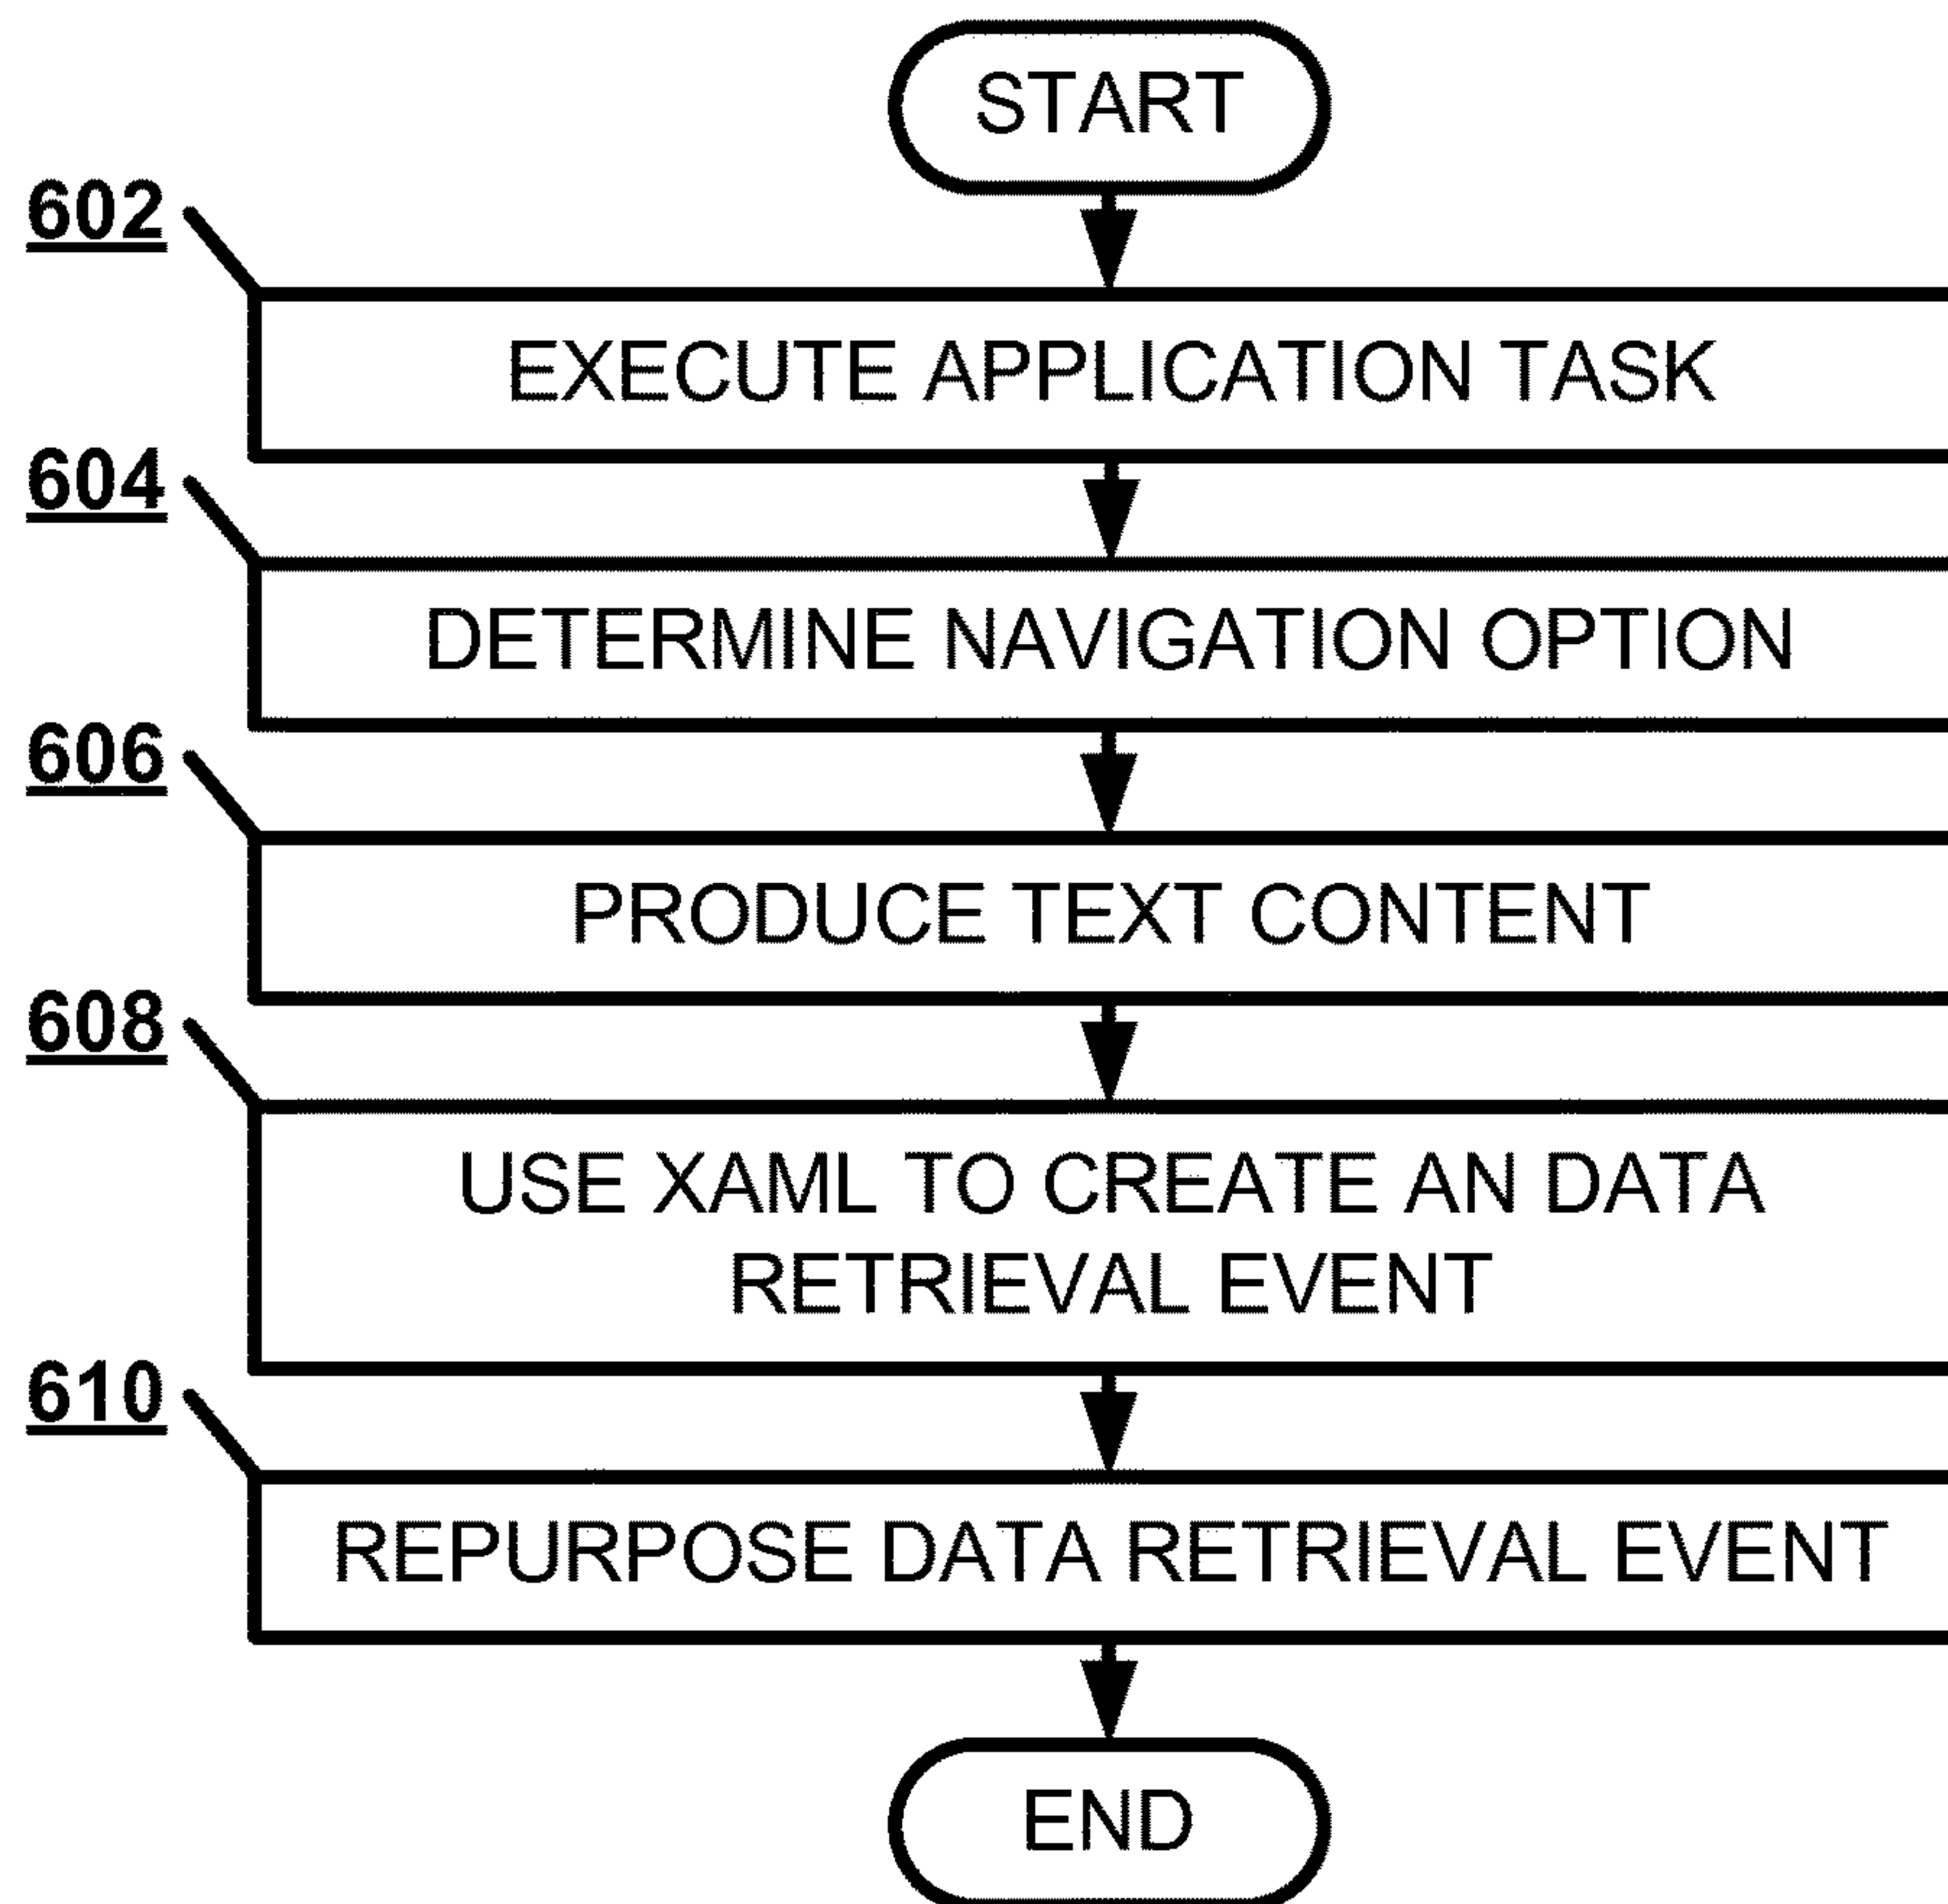 START
602
EXECUTE APPLICATION TASK
604
DETERMINE NAVIGATION OPTION
606
PRODUCE TEXT CONTENT
608
USE XAML TO CREATE AN DATA
RETRIEVAL EVENT
610
REPURPOSE DATA RETRIEVAL EVENT
END